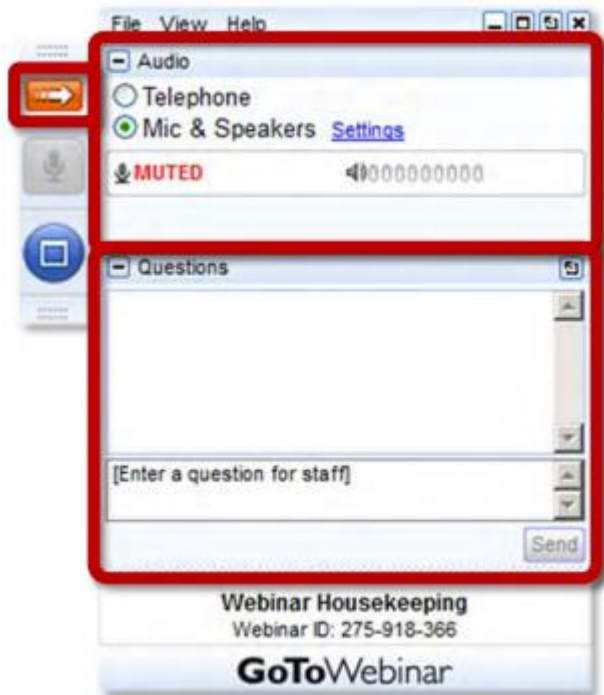 File View Help
Audio
Telephone
Mic & Speakers Settings
MUTED
Questions
[Enter a question for staff]
Send
Webinar Housekeeping
Webinar ID: 275-918-366
GoToWebinar